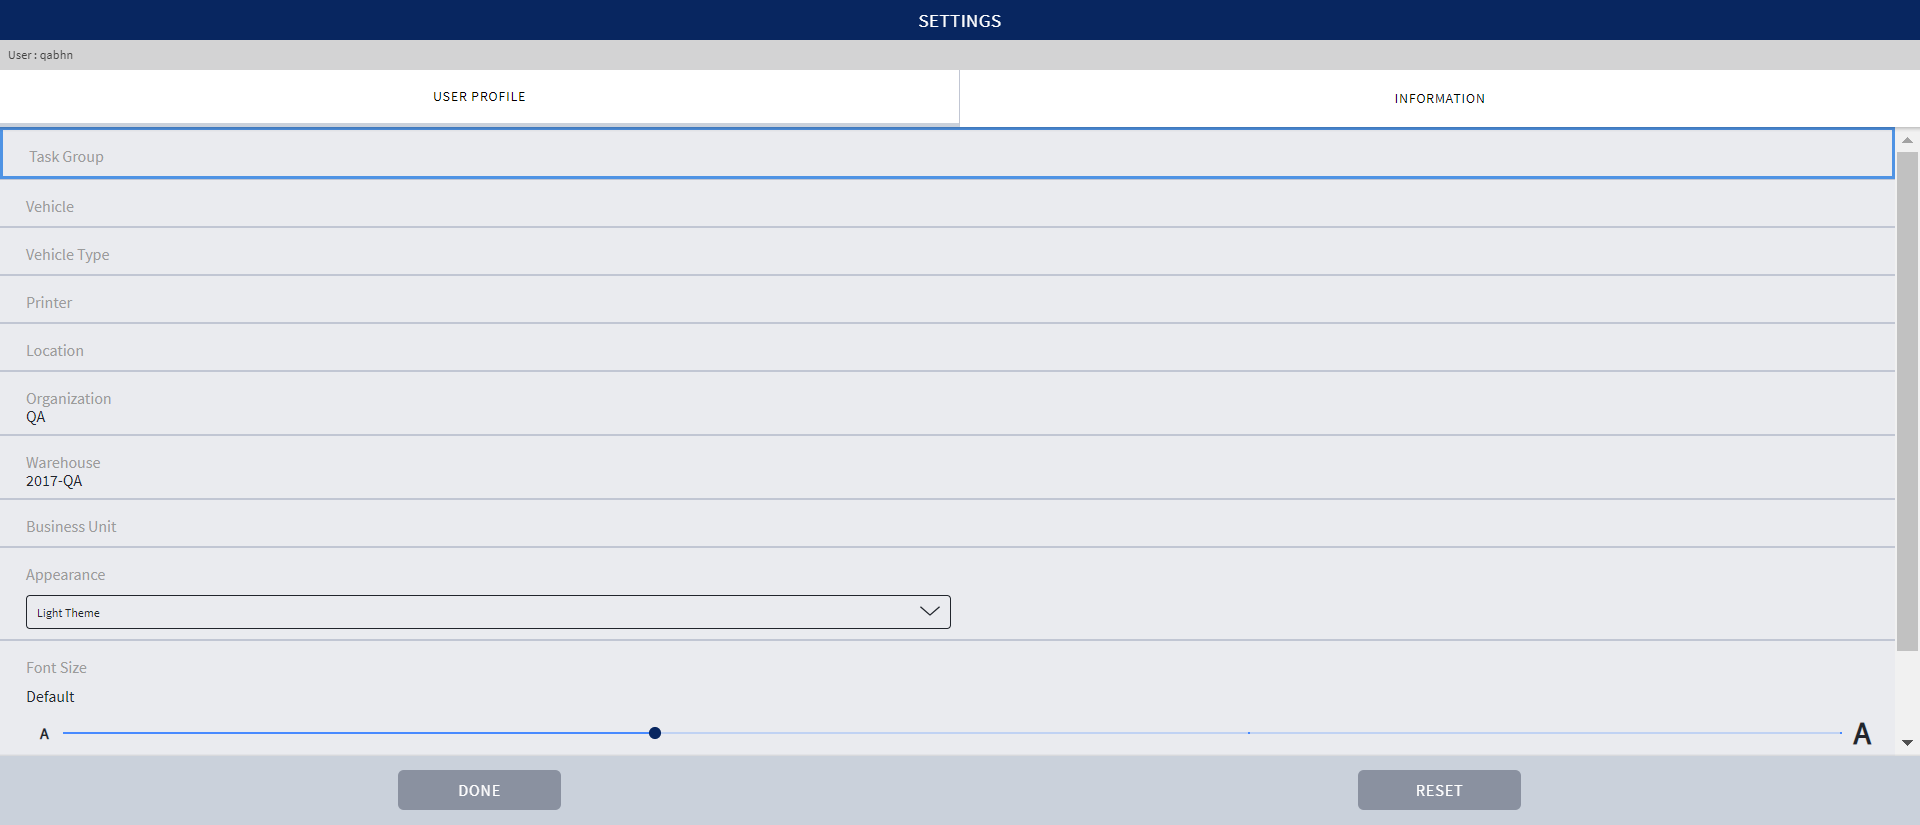 SETTINGS
User : qabhn
USER PROFILE
INFORMATION
Task Group
Vehicle
Vehicle Type
Printer
Location
Organization
QA
Warehouse
2017-QA
Business Unit
Appearance
Light Theme
Font Size
Default
A
A
DONE
RESET